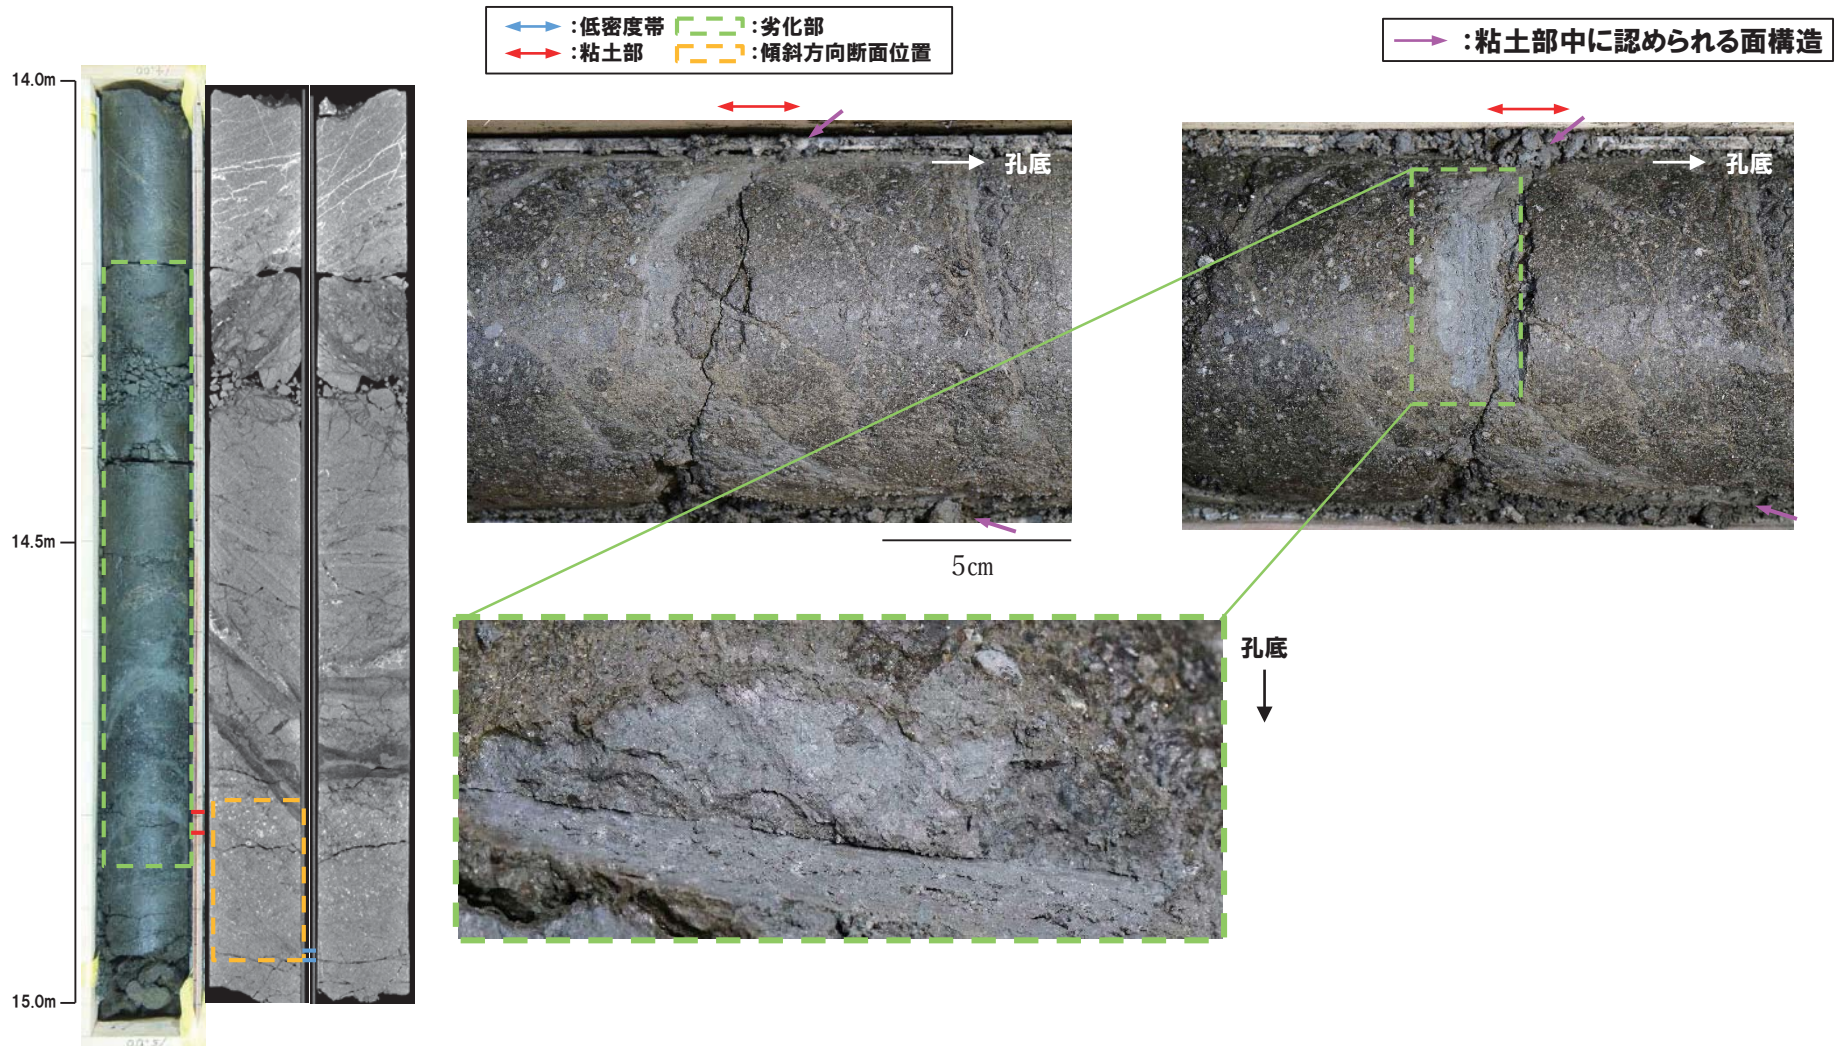 :低密度帯 :劣化部
:粘土部 :傾斜方向断面位置
:粘土部中に認められる面構造
14.0m
14.5m
15.0m
孔底
孔底
5cm
孔底